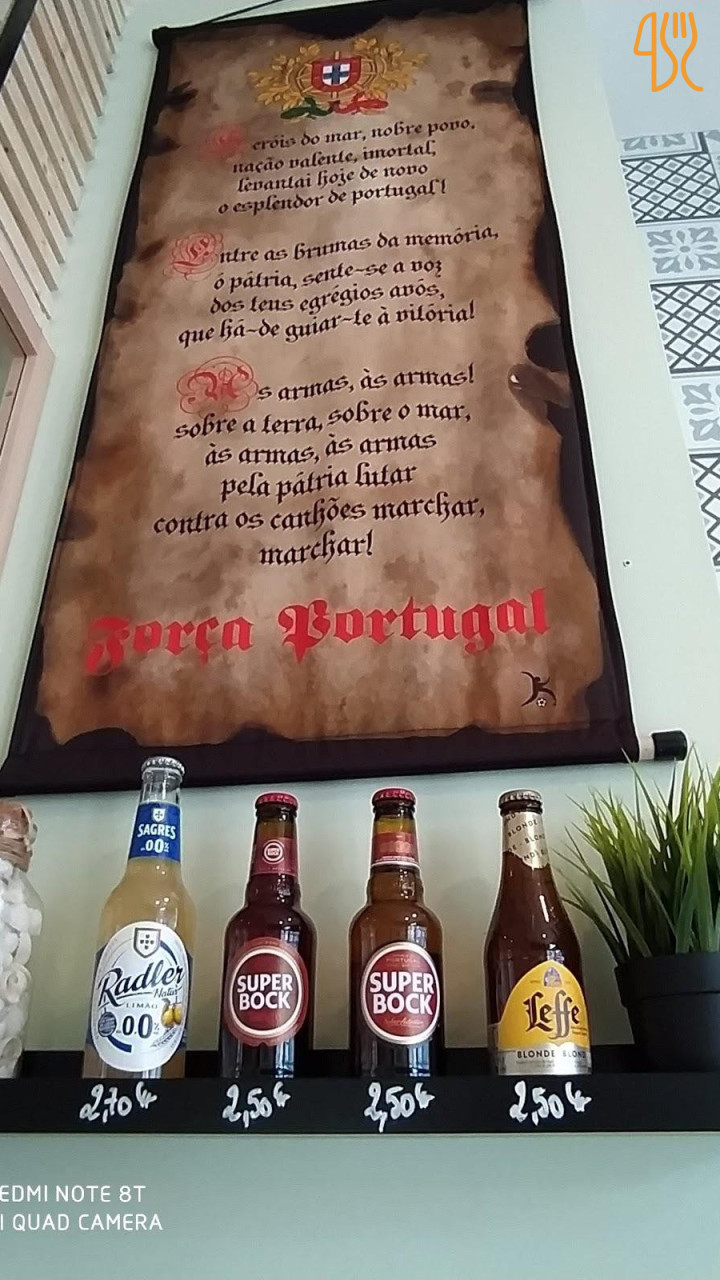 Heróis do mar, nobre povo,
nação valente, imortal,
levantai hoje de novo
o esplendor de portugal!
Entre as brumas da memória,
ó pátria, sente-se a voz
dos teus egrégios avós,
que há-de guiar-te à vitória!
Às armas, às armas!
sobre a terra, sobre o mar,
às armas, às armas
pela pátria lutar
contra os canhões marchar,
marchar!
Força Portugal
SAGRES
0,0%
Radler
LIMÃO
0,0%
SUPER
BOCK
PORTUGAL
SUPER
BOCK
BLONDE
Leffe
BLONDE BLOND
2,70 €
2,50 €
2,50 €
2,50 €
EDMI NOTE 8T
I QUAD CAMERA